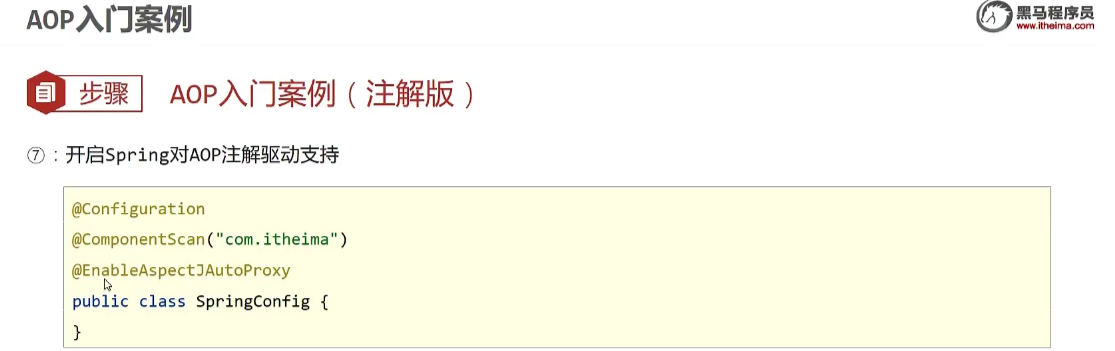 AOP入门案例
黑马程序员
www.itheima.com
步骤
AOP入门案例（注解版）
⑦：开启Spring对AOP注解驱动支持
@Configuration
@ComponentScan("com.itheima")
@EnableAspectJAutoProxy
public class SpringConfig {
}